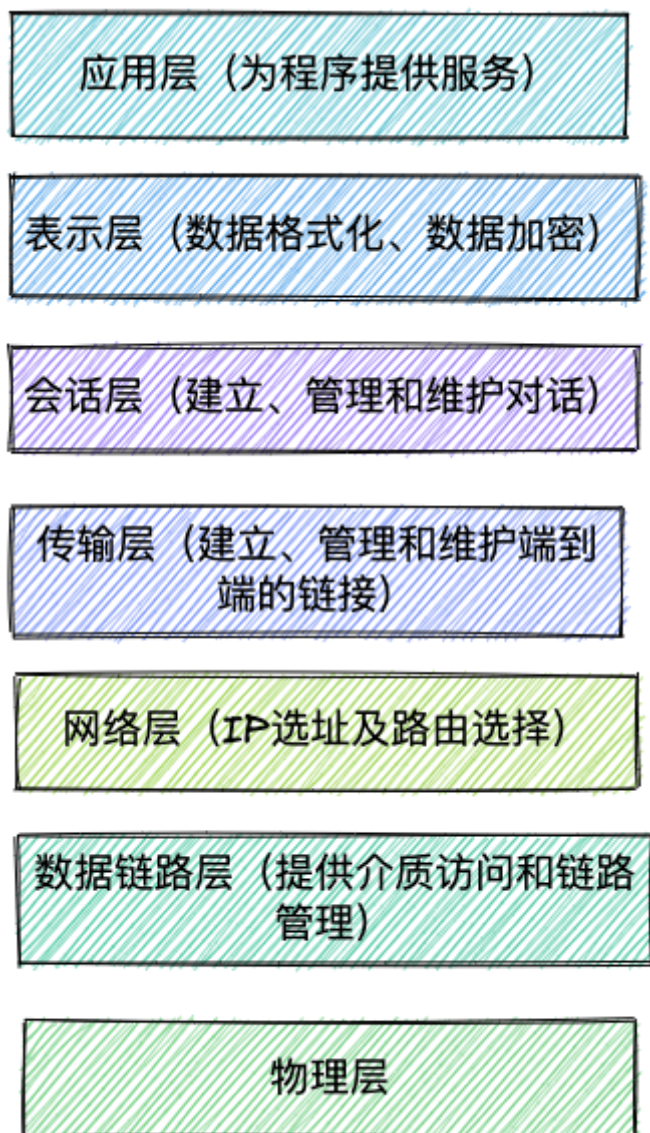 应用层（为程序提供服务）
表示层（数据格式化、数据加密）
会话层（建立、管理和维护对话）
传输层（建立、管理和维护端到
端的链接）
网络层（IP选址及路由选择）
数据链路层（提供介质访问和链路
管理）
物理层